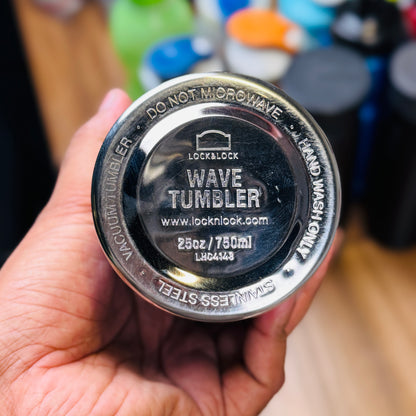 • DO NOT MICROWAVE •
HAND WASH ONLY •
STAINLESS STEEL •
VACUUM TUMBLER
LOCK&LOCK
WAVE
TUMBLER
www.locknlock.com
25oz / 750ml
LHC4143